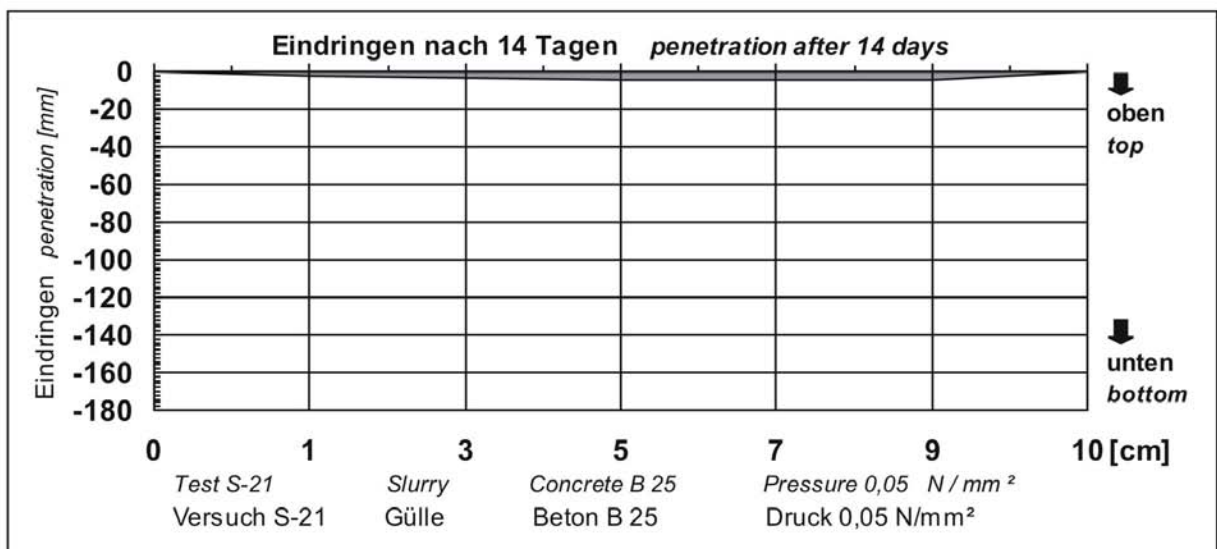 Eindringen nach 14 Tagen penetration after 14 days
Eindringen penetration [mm]
0
-20
-40
-60
-80
-100
-120
-140
-160
-180
oben
top
unten
bottom
0 1 3 5 7 9 10 [cm]
Test S-21 Slurry Concrete B 25 Pressure 0,05 N / mm ²
Versuch S-21 Gülle Beton B 25 Druck 0,05 N/mm²